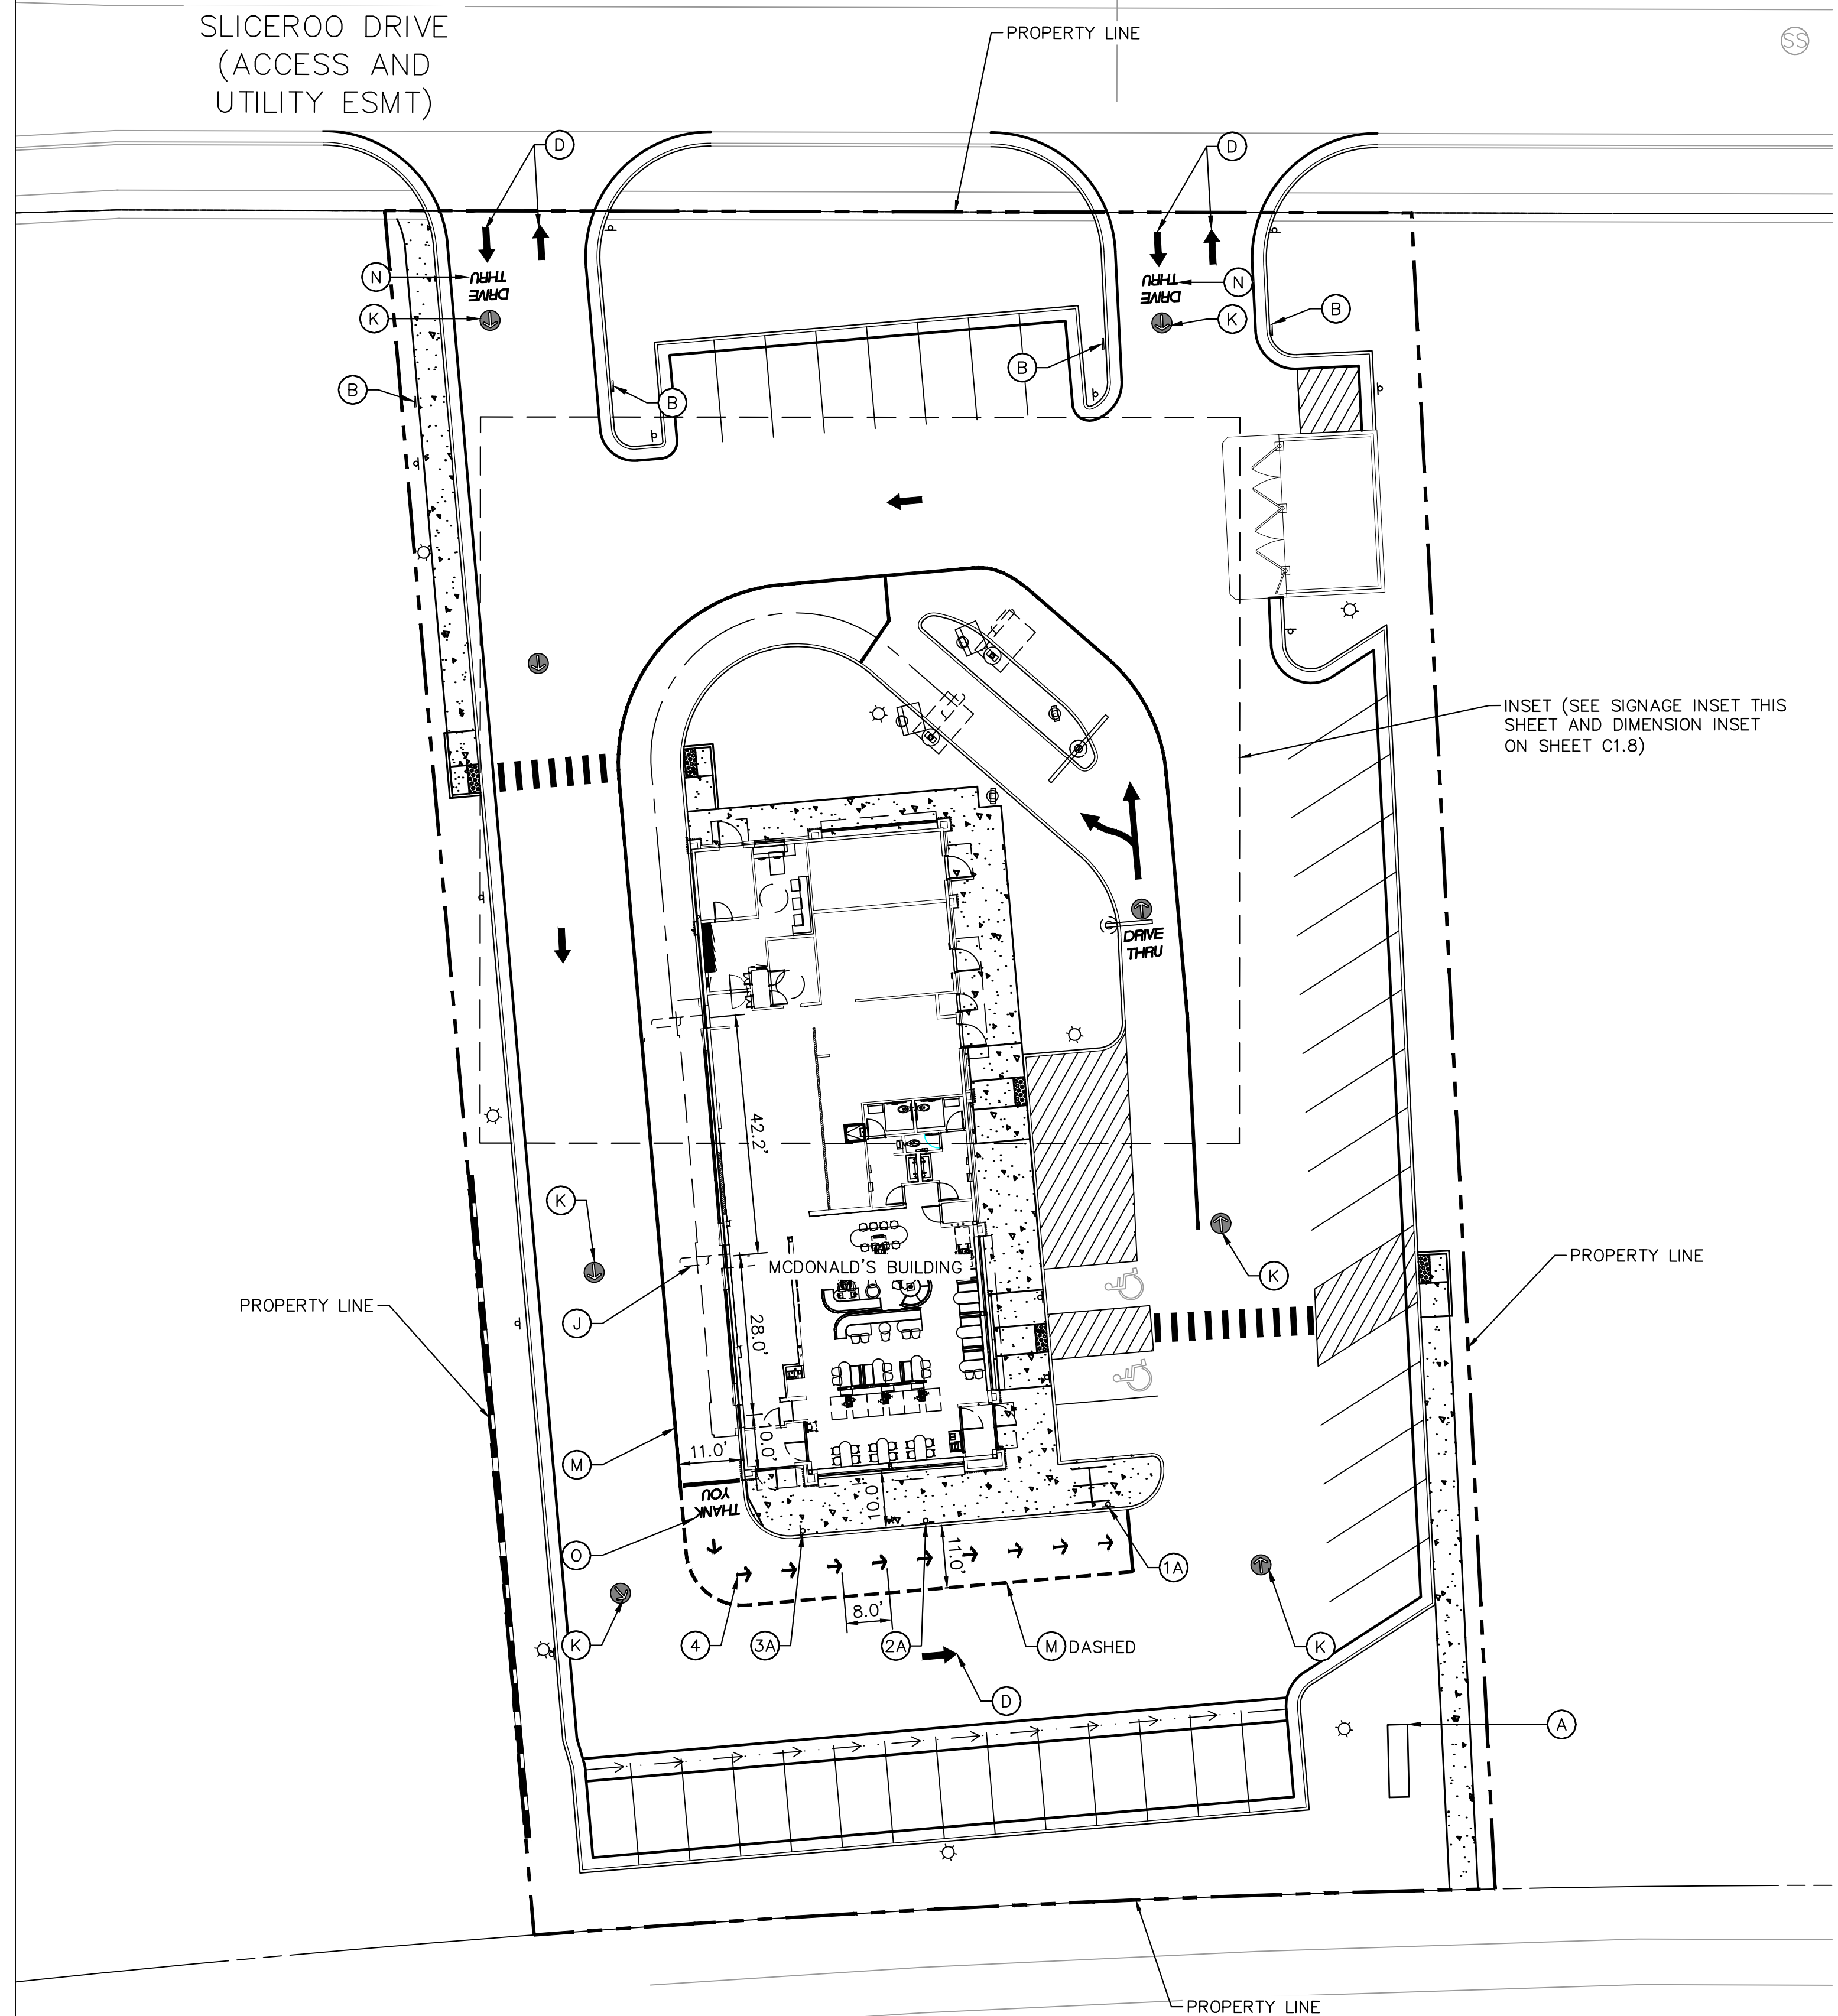 SLICEROO DRIVE
(ACCESS AND
UTILITY ESMT)
PROPERTY LINE
SS
D
D
N
THRU
DRIVE
K
N
THRU
DRIVE
K
B
B
B
B
INSET (SEE SIGNAGE INSET THIS
SHEET AND DIMENSION INSET
ON SHEET C1.8)
DRIVE
THRU
42.2'
K
K
MCDONALD'S BUILDING
PROPERTY LINE
PROPERTY LINE
J
28.0'
M
11.0'
10.0'
YOU
THANK
10.0'
O
11.0'
1A
8.0'
K
4
3A
2A
M DASHED
K
D
A
PROPERTY LINE